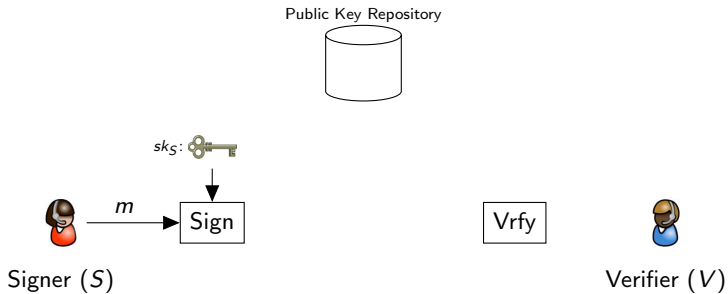 Public Key Repository
sk_S:
m
Sign
Vrfy
Signer (S)
Verifier (V)